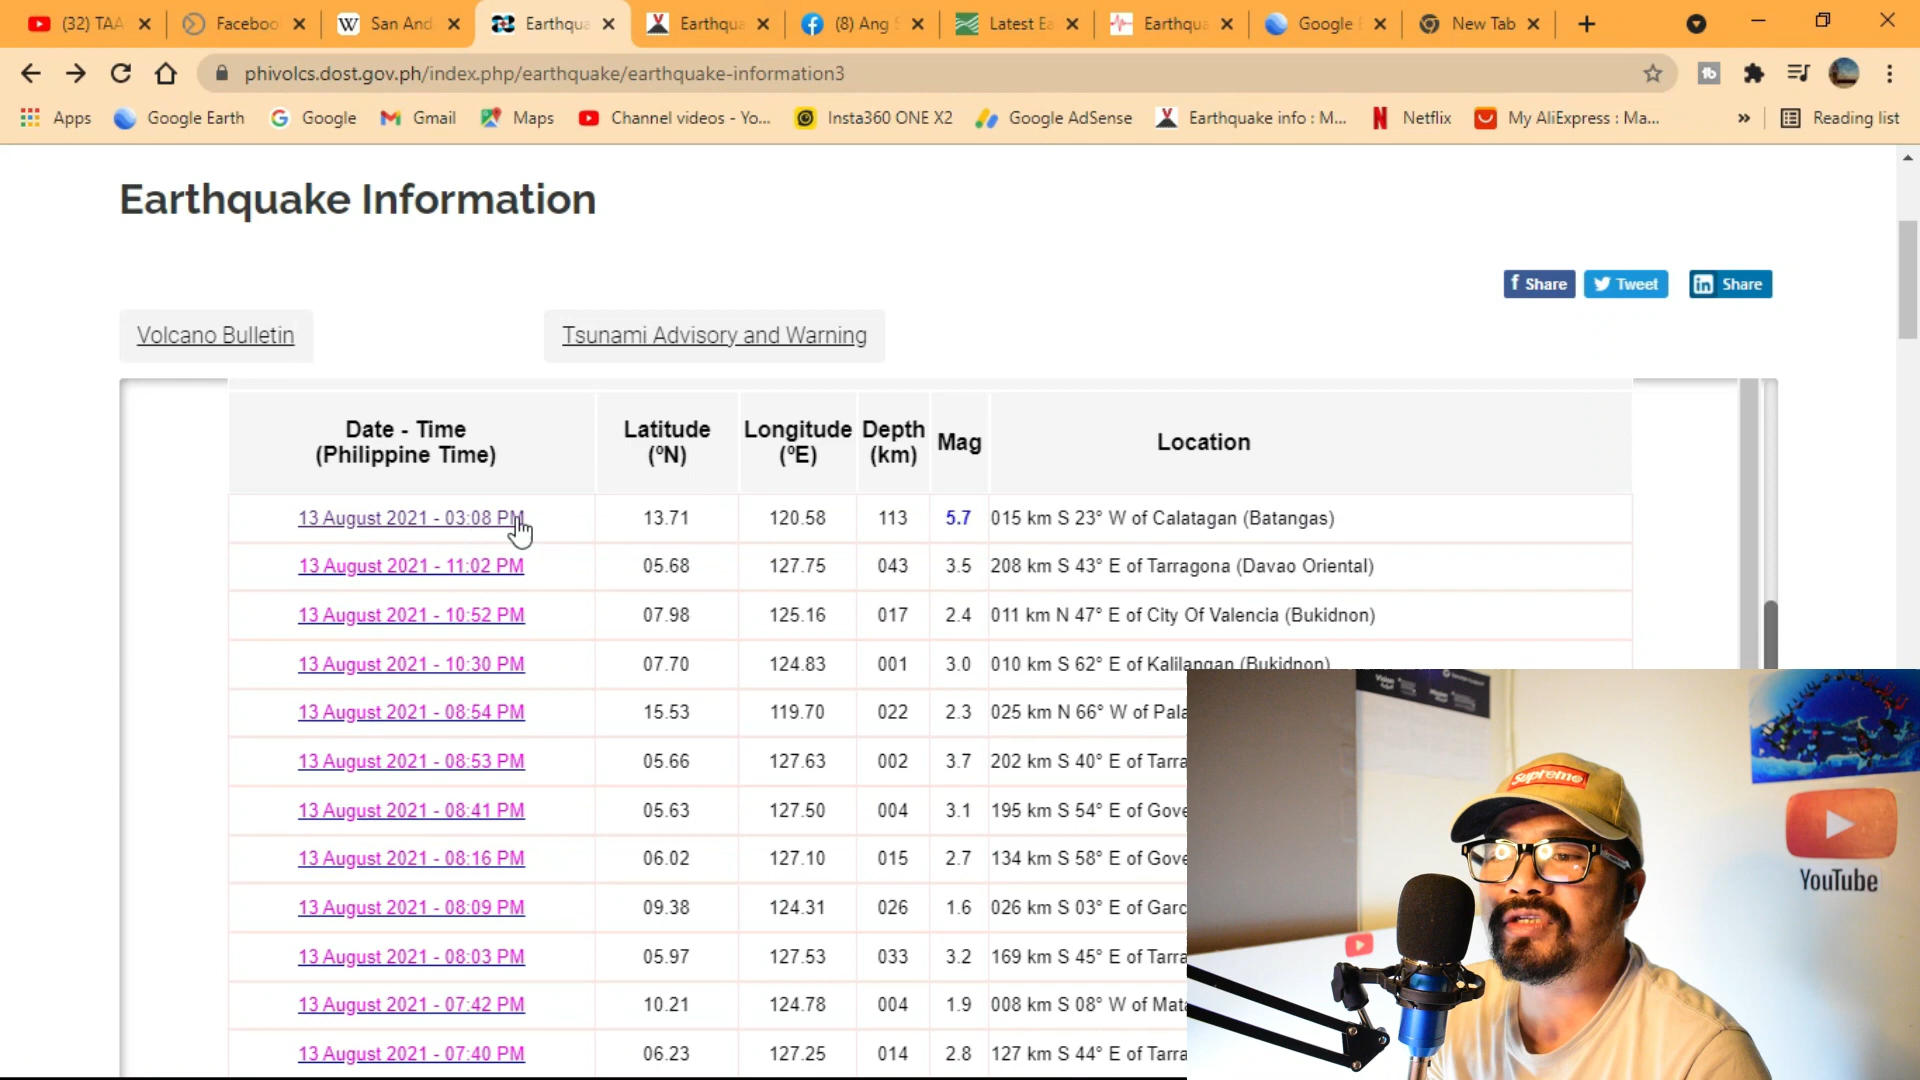 (32) TAA
Faceboo
San And
Earthqua
Earthqua
(8) Ang S
Latest Ea
Earthqua
Google E
New Tab
phivolcs.dost.gov.ph/index.php/earthquake/earthquake-information3
Apps
Google Earth
Google
Gmail
Maps
Channel videos - Yo...
Insta360 ONE X2
Google AdSense
Earthquake info : M...
Netflix
My AliExpress : Ma...
»
Reading list
Earthquake Information
Share
Tweet
Share
Volcano Bulletin
Tsunami Advisory and Warning
Date - Time (Philippine Time) Latitude (ºN) Longitude (ºE) Depth (km) Mag Location
13 August 2021 - 03:08 PM 13.71 120.58 113 5.7 015 km S 23° W of Calatagan (Batangas)
13 August 2021 - 11:02 PM 05.68 127.75 043 3.5 208 km S 43° E of Tarragona (Davao Oriental)
13 August 2021 - 10:52 PM 07.98 125.16 017 2.4 011 km N 47° E of City Of Valencia (Bukidnon)
13 August 2021 - 10:30 PM 07.70 124.83 001 3.0 010 km S 62° E of Kalilangan (Bukidnon)
13 August 2021 - 08:54 PM 15.53 119.70 022 2.3 025 km N 66° W of Pala
13 August 2021 - 08:53 PM 05.66 127.63 002 3.7 202 km S 40° E of Tarra
13 August 2021 - 08:41 PM 05.63 127.50 004 3.1 195 km S 54° E of Gove
13 August 2021 - 08:16 PM 06.02 127.10 015 2.7 134 km S 58° E of Gove
13 August 2021 - 08:09 PM 09.38 124.31 026 1.6 026 km S 03° E of Garc
13 August 2021 - 08:03 PM 05.97 127.53 033 3.2 169 km S 45° E of Tarra
13 August 2021 - 07:42 PM 10.21 124.78 004 1.9 008 km S 08° W of Mata
13 August 2021 - 07:40 PM 06.23 127.25 014 2.8 127 km S 44° E of Tarra
Supreme
YouTube